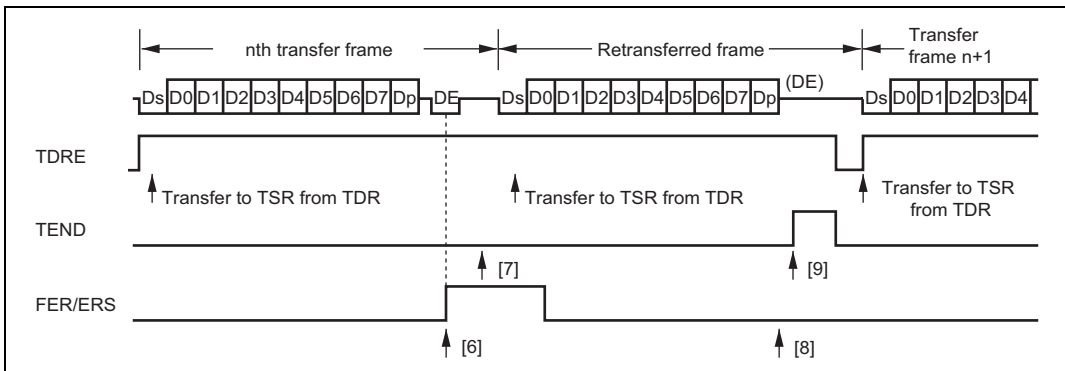 nth transfer frame Retransferred frame Transfer
frame n+1
Ds D0 D1 D2 D3 D4 D5 D6 D7 Dp DE Ds D0 D1 D2 D3 D4 D5 D6 D7 Dp (DE) Ds D0 D1 D2 D3 D4
TDRE
Transfer to TSR from TDR Transfer to TSR from TDR Transfer to TSR
from TDR
TEND
[7] [9]
FER/ERS
[6] [8]